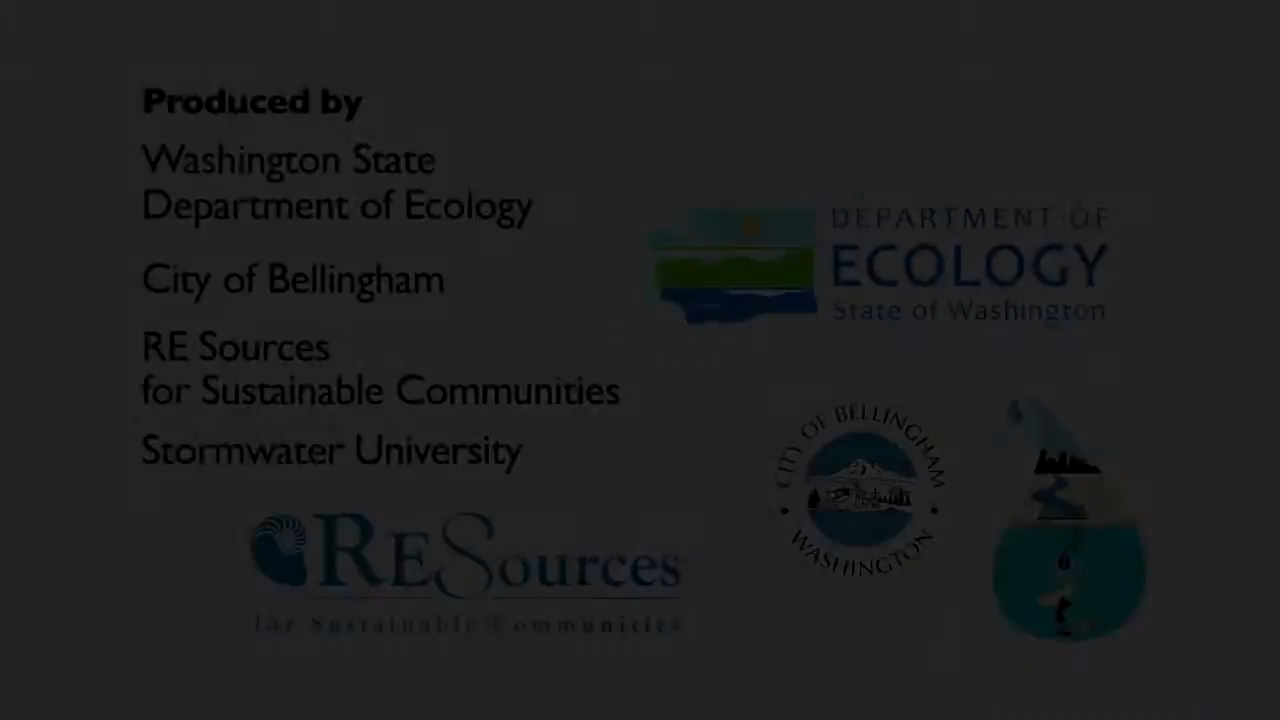 Produced by
Washington State
Department of Ecology
City of Bellingham
RE Sources
for Sustainable Communities
Stormwater University
DEPARTMENT OF
ECOLOGY
State of Washington
CITY OF BELLINGHAM
WASHINGTON
RESources
for Sustainable Communities